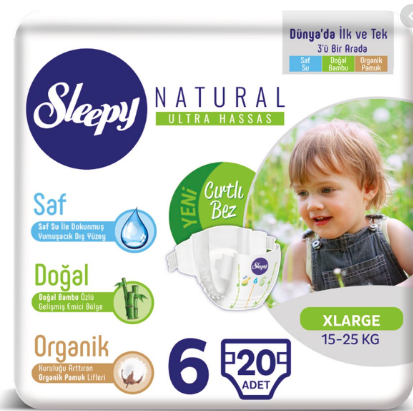 Dünya'da İlk ve Tek
3'ü Bir Arada
Saf
Su
Doğal
Bambu
Organik
Pamuk
Sleepy
NATURAL
ULTRA HASSAS
YENİ
Cırtlı
Bez
Saf
Saf Su İle Dokunmuş
Yumuşacık Dış Yüzey
Sleepy
Doğal
Doğal Bambu Özlü
Gelişmiş Emici Bölge
XLARGE
15-25 KG
Organik
Kuruluğu Arttıran
Organik Pamuk Lifleri
6
20
ADET